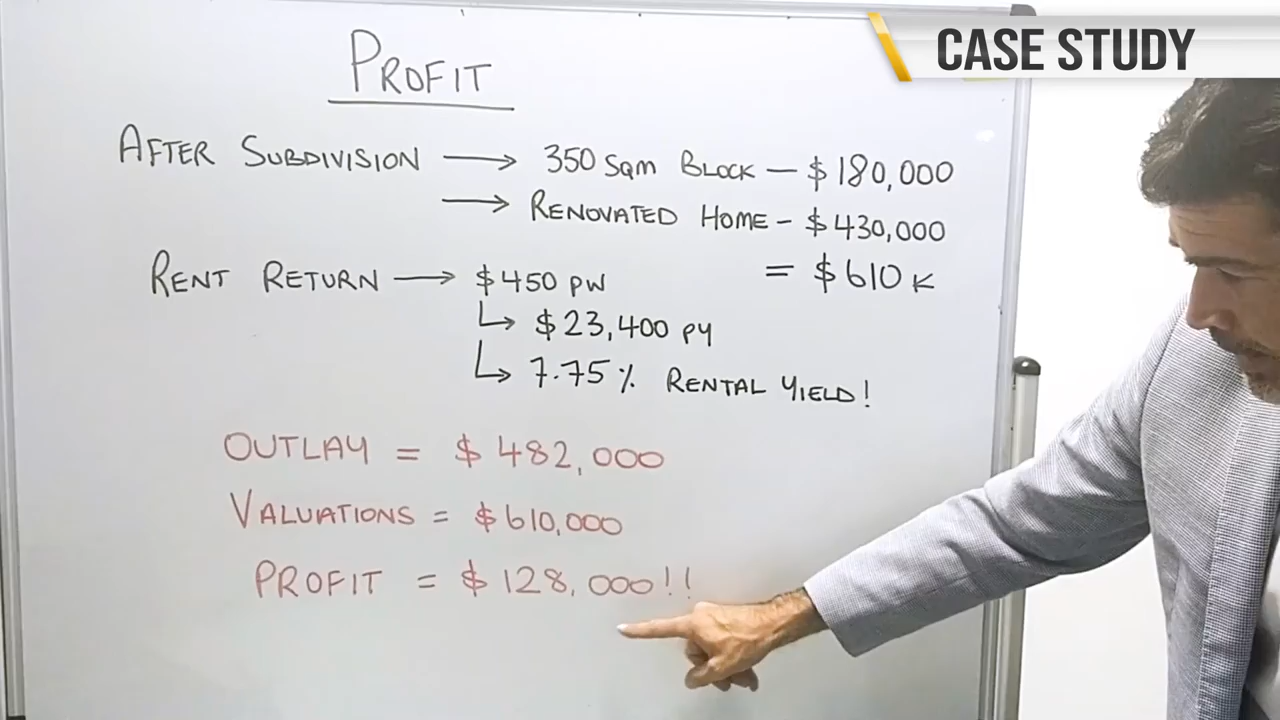 CASE STUDY
PROFIT
AFTER SUBDIVISION → 350 Sqm BLOCK — $180,000
→ RENOVATED HOME - $430,000
= $610 K
RENT RETURN → $450 PW
↳ $23,400 PY
↳ 7.75% RENTAL YIELD!
OUTLAY = $482,000
VALUATIONS = $610,000
PROFIT = $128,000!!